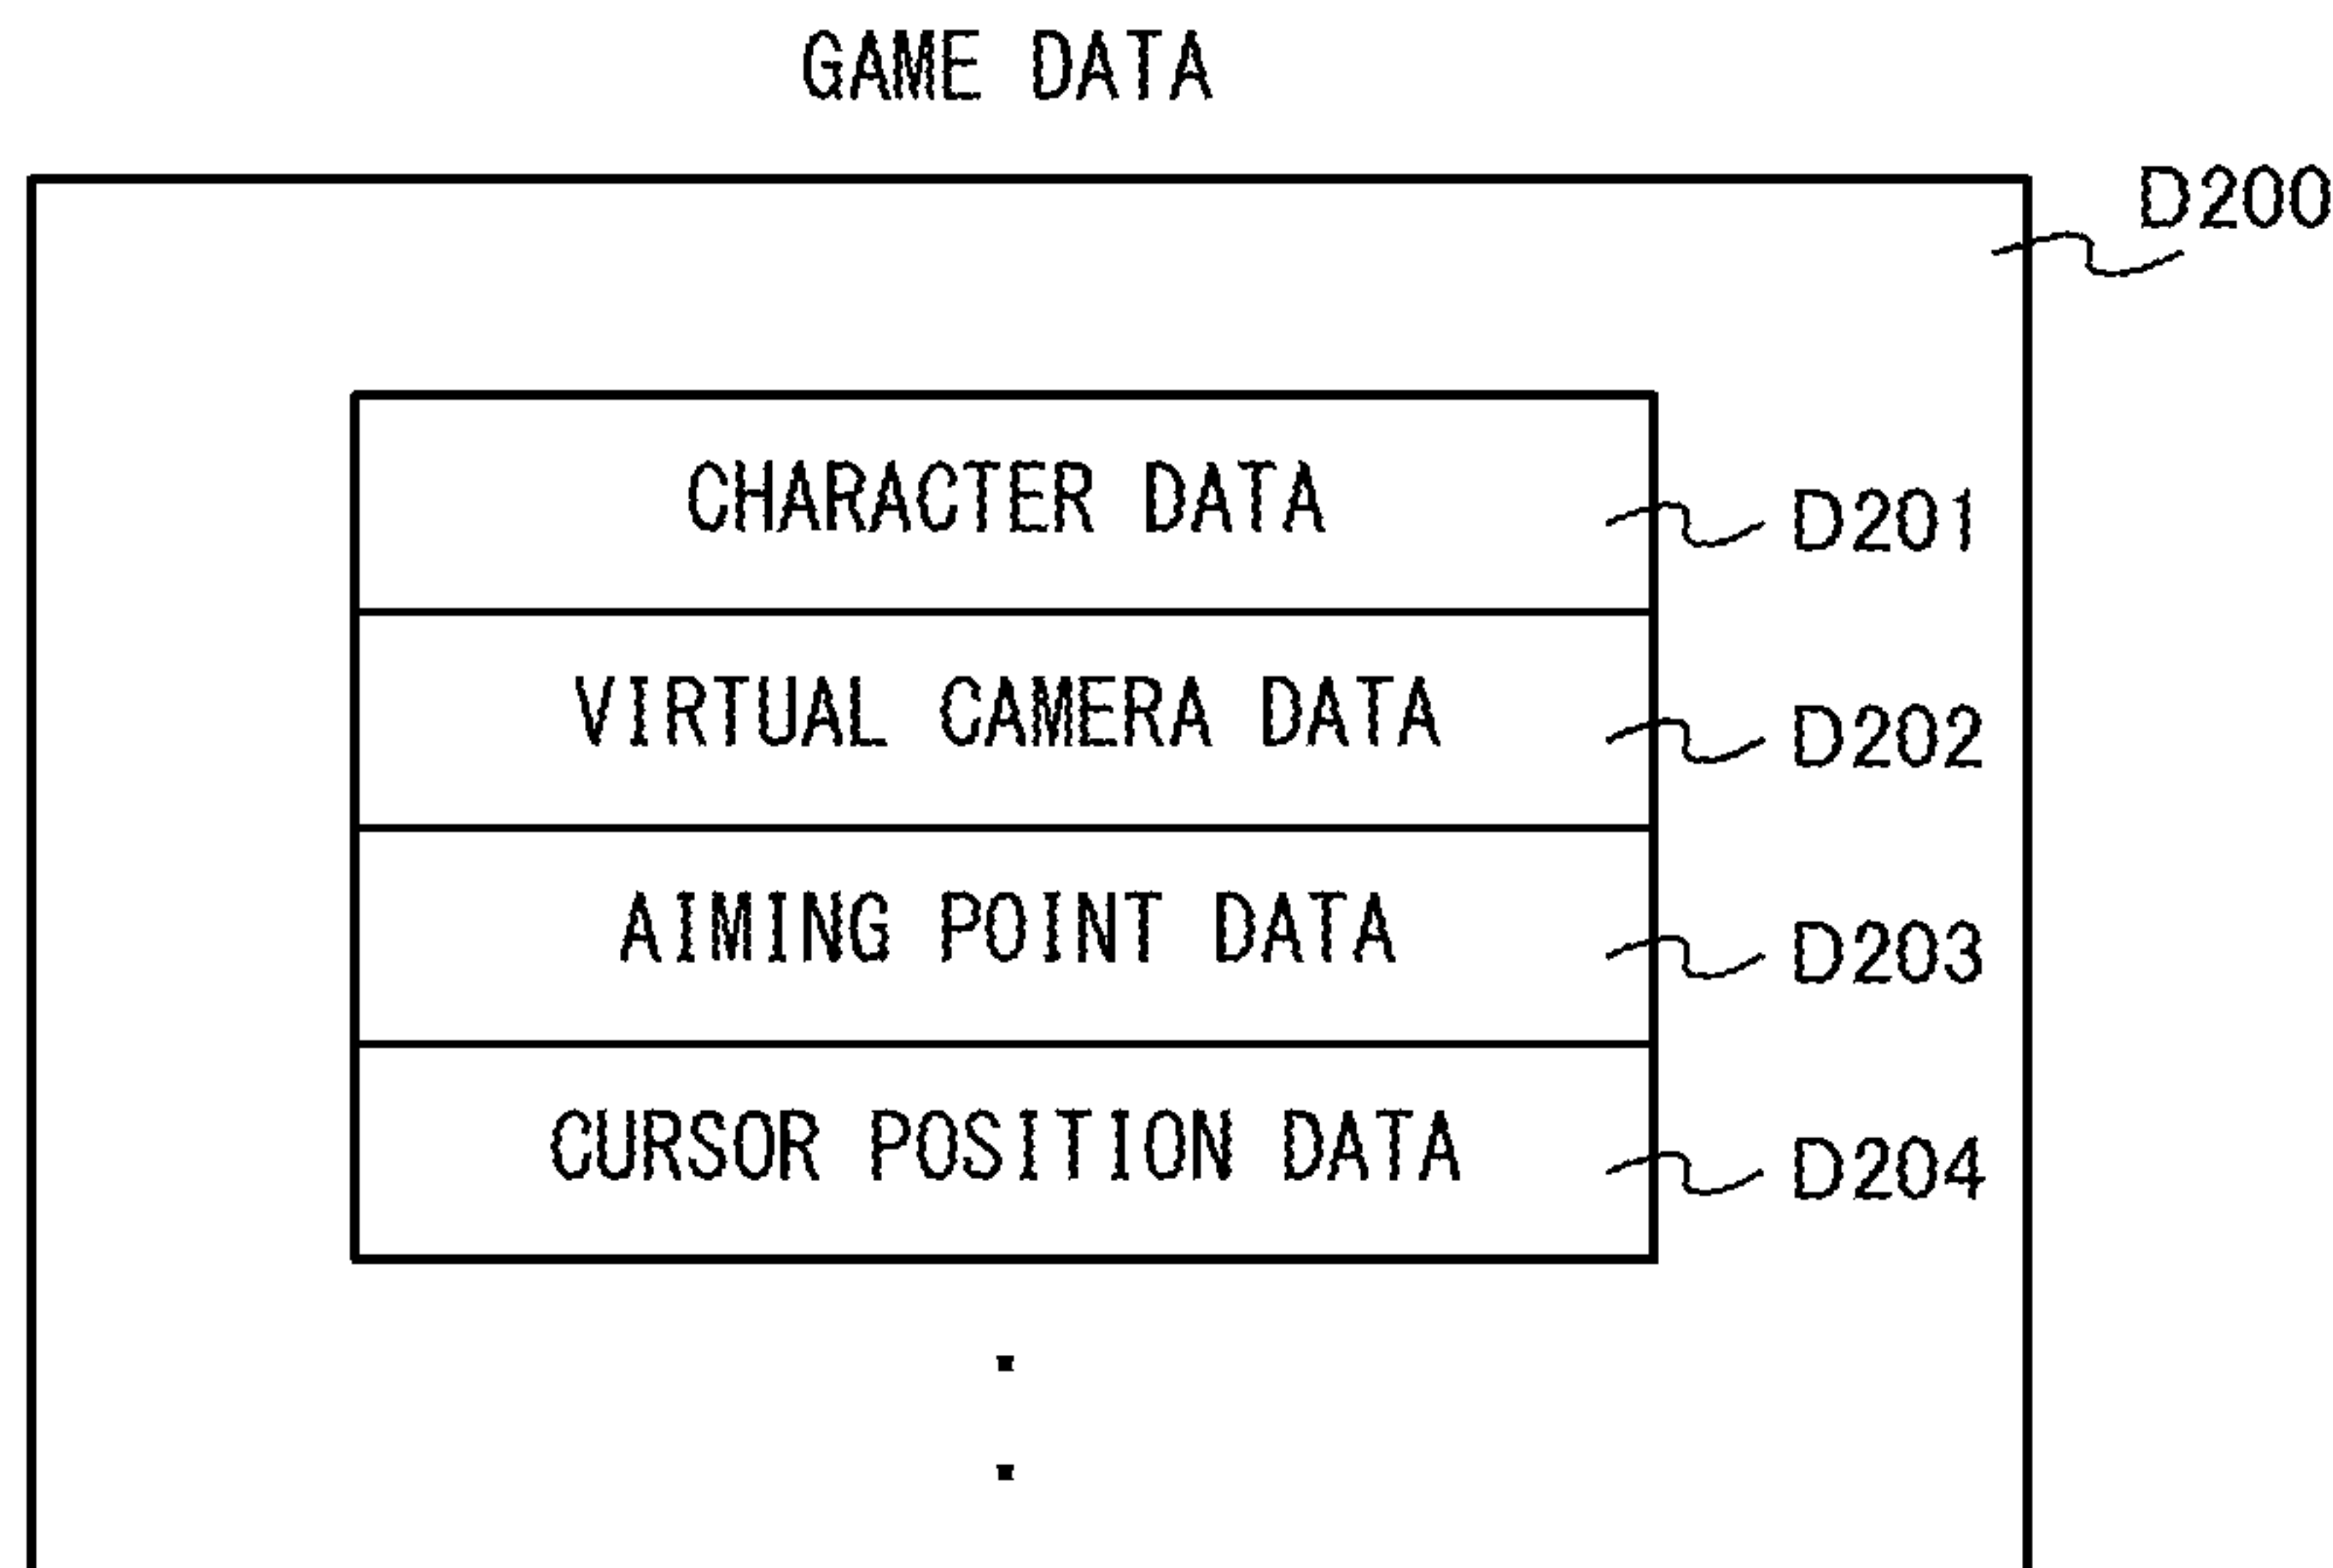 GAME DATA
D200
CHARACTER DATA
D201
VIRTUAL CAMERA DATA
D202
AIMING POINT DATA
D203
CURSOR POSITION DATA
D204